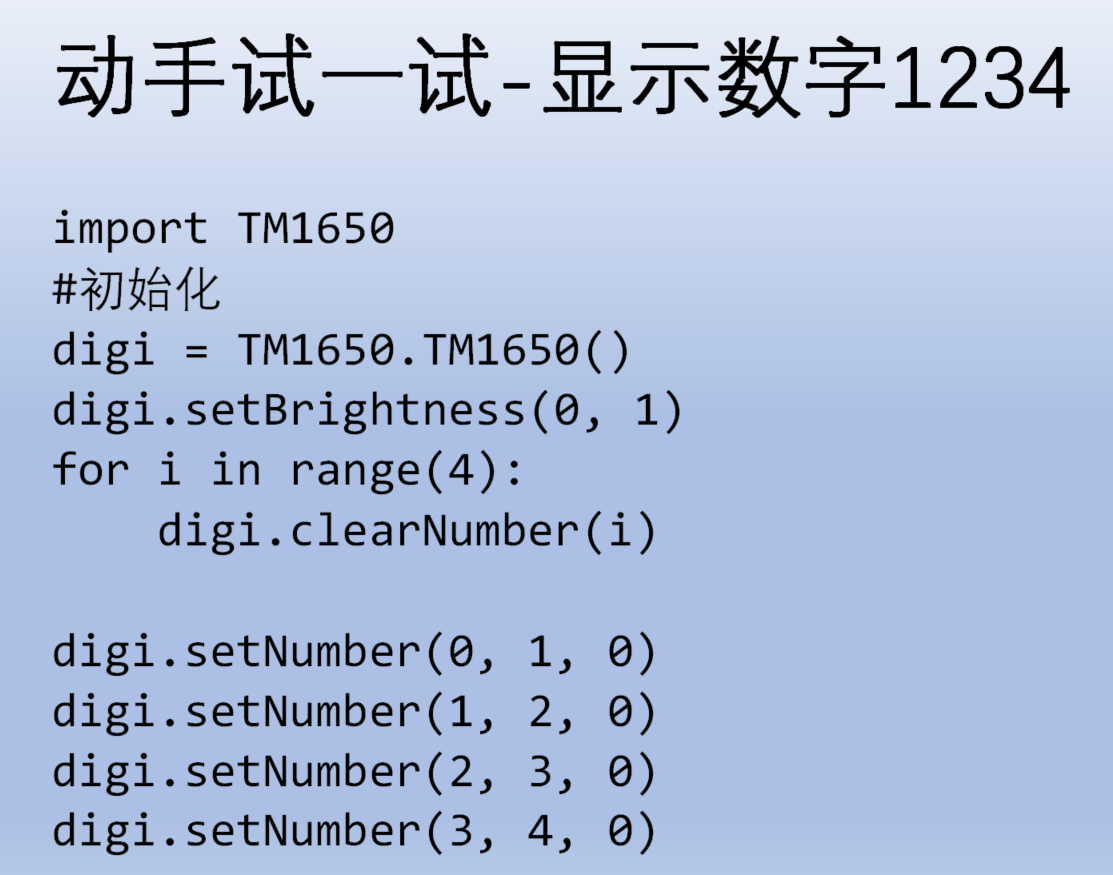 动手试一试-显示数字1234
import TM1650
#初始化
digi = TM1650.TM1650()
digi.setBrightness(0, 1)
for i in range(4):
    digi.clearNumber(i)
digi.setNumber(0, 1, 0)
digi.setNumber(1, 2, 0)
digi.setNumber(2, 3, 0)
digi.setNumber(3, 4, 0)